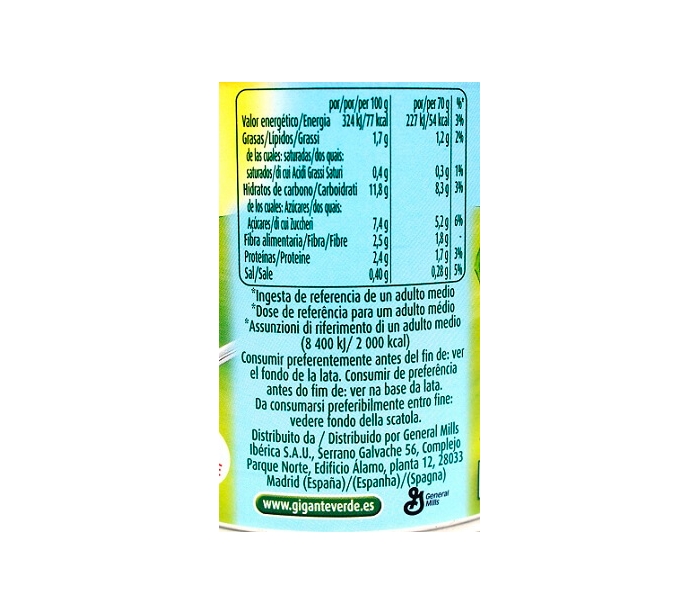 por/por/per 100 g por/per 70 g %*
Valor energético/Energia 324 kJ/77 kcal 227 kJ/54 kcal 3%
Grasas/Lípidos/Grassi 1,7 g 1,2 g 2%
de las cuales: saturadas/dos quais:
saturados/di cui Acidi Grassi Saturi 0,4 g 0,3 g 1%
Hidratos de carbono/Carboidrati 11,8 g 8,3 g 3%
de los cuales: Azúcares/dos quais:
Açúcares/di cui Zuccheri 7,4 g 5,2 g 6%
Fibra alimentaria/Fibra/Fibre 2,5 g 1,8 g -
Proteínas/Proteine 2,4 g 1,7 g 3%
Sal/Sale 0,40 g 0,28 g 5%
*Ingesta de referencia de un adulto medio
*Dose de referência para um adulto médio
*Assunzioni di riferimento di un adulto medio
(8 400 kJ/ 2 000 kcal)
Consumir preferentemente antes del fin de: ver
el fondo de la lata. Consumir de preferência
antes do fim de: ver na base da lata.
Da consumarsi preferibilmente entro fine:
vedere fondo della scatola.
Distribuito da / Distribuido por General Mills
Ibérica S.A.U., Serrano Galvache 56, Complejo
Parque Norte, Edificio Álamo, planta 12, 28033
Madrid (España)/(Espanha)/(Spagna)
www.giganteverde.es
General
Mills